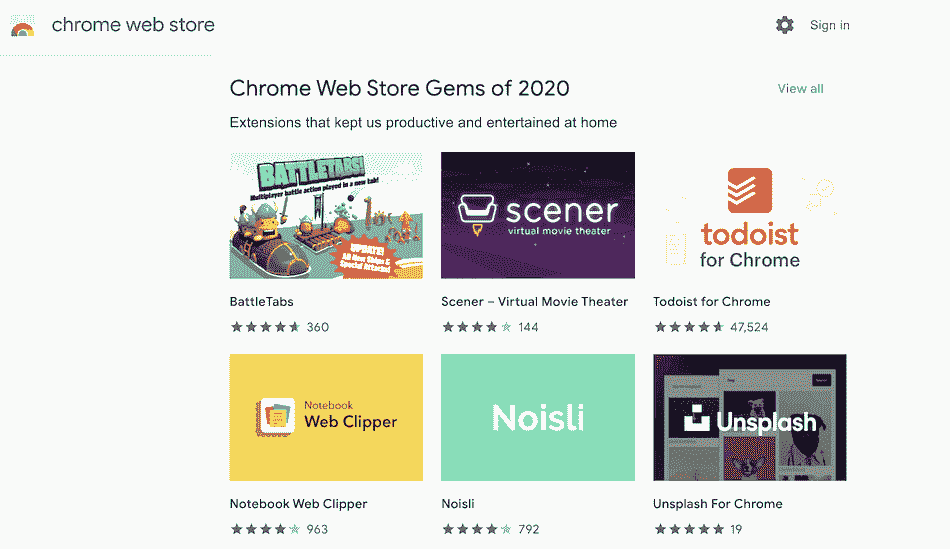 chrome web store
Sign in
Chrome Web Store Gems of 2020
View all
Extensions that kept us productive and entertained at home
BATTLETABS!
Multiplayer battle action played in a new tab!
UPDATE!
All New Ships &
Special Attacks!
scener
virtual movie theater
todoist
for Chrome
BattleTabs
Scener – Virtual Movie Theater
Todoist for Chrome
360
144
47,524
Notebook
Web Clipper
Noisli
Unsplash
Notebook Web Clipper
Noisli
Unsplash For Chrome
963
792
19